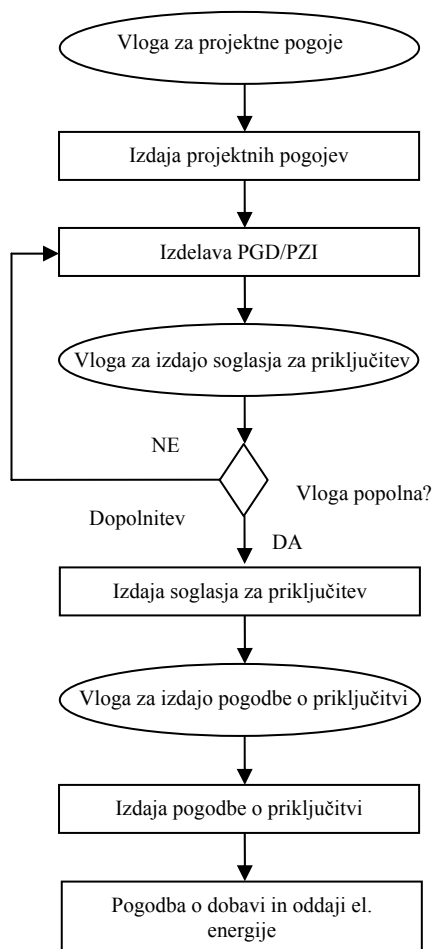 Vloga za projektne pogoje
Izdaja projektnih pogojev
Izdelava PGD/PZI
Vloga za izdajo soglasja za priključitev
NE
Vloga popolna?
Dopolnitev
DA
Izdaja soglasja za priključitev
Vloga za izdajo pogodbe o priključitvi
Izdaja pogodbe o priključitvi
Pogodba o dobavi in oddaji el.
energije